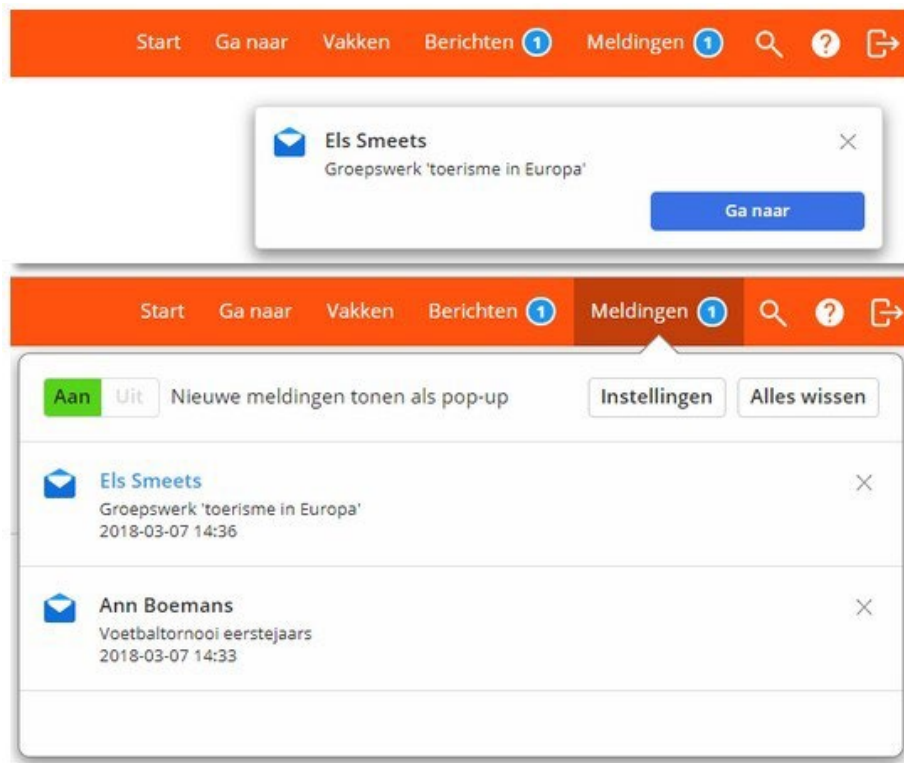 Start Ga naar Vakken Berichten 1 Meldingen 1 ?
Els Smeets
Groepswerk 'toerisme in Europa'
Ga naar
Start Ga naar Vakken Berichten 1 Meldingen 1 ?
Aan Uit Nieuwe meldingen tonen als pop-up Instellingen Alles wissen
Els Smeets
Groepswerk 'toerisme in Europa'
2018-03-07 14:36
Ann Boemans
Voetbaltornooi eerstejaars
2018-03-07 14:33